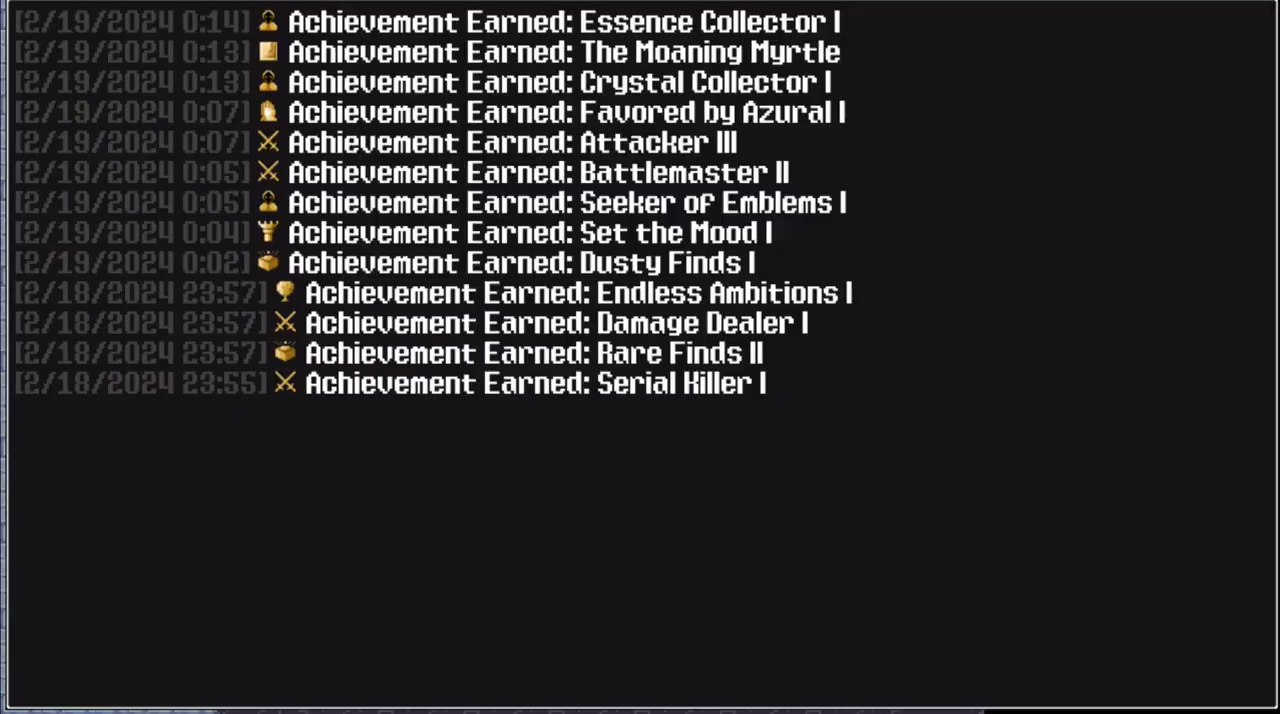 [2/19/2024 0:14] Achievement Earned: Essence Collector I
[2/19/2024 0:13] Achievement Earned: The Moaning Myrtle
[2/19/2024 0:13] Achievement Earned: Crystal Collector I
[2/19/2024 0:07] Achievement Earned: Favored by Azural I
[2/19/2024 0:07] Achievement Earned: Attacker III
[2/19/2024 0:05] Achievement Earned: Battlemaster II
[2/19/2024 0:05] Achievement Earned: Seeker of Emblems I
[2/19/2024 0:04] Achievement Earned: Set the Mood I
[2/19/2024 0:02] Achievement Earned: Dusty Finds I
[2/18/2024 23:57] Achievement Earned: Endless Ambitions I
[2/18/2024 23:57] Achievement Earned: Damage Dealer I
[2/18/2024 23:57] Achievement Earned: Rare Finds II
[2/18/2024 23:55] Achievement Earned: Serial Killer I